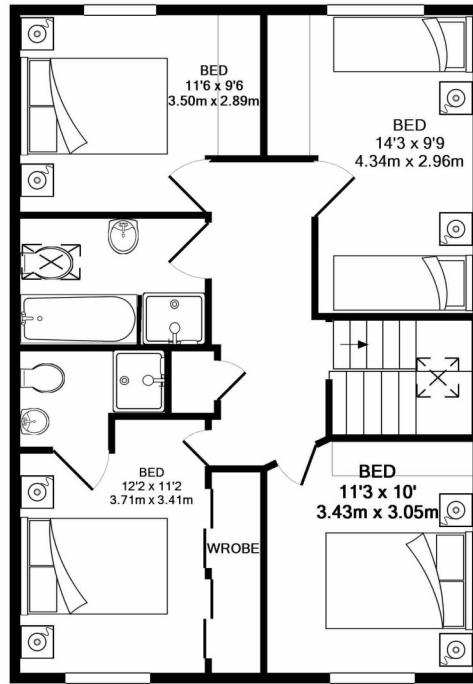 BED
11'6 x 9'6
3.50m x 2.89m
BED
14'3 x 9'9
4.34m x 2.96m
BED
12'2 x 11'2
3.71m x 3.41m
WROBE
BED
11'3 x 10'
3.43m x 3.05m